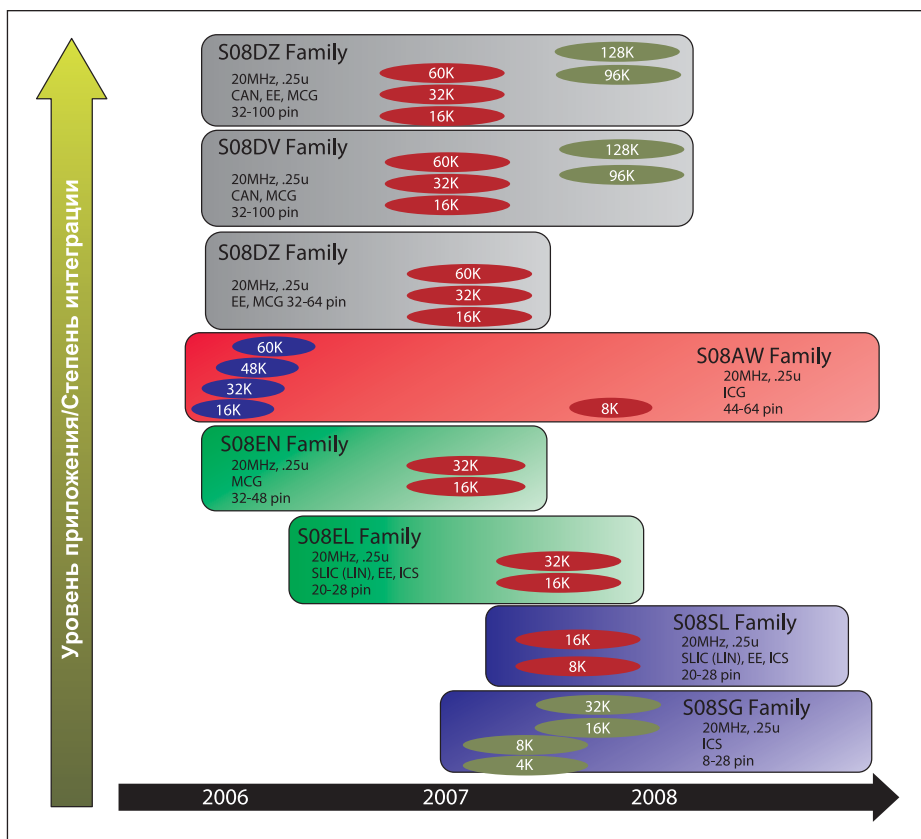 Уровень приложения/Степень интеграции
S08DZ Family
20MHz, .25u
CAN, EE, MCG
32-100 pin
60K
32K
16K
128K
96K
S08DV Family
20MHz, .25u
CAN, MCG
32-100 pin
60K
32K
16K
128K
96K
S08DZ Family
20MHz, .25u
EE, MCG 32-64 pin
60K
32K
16K
60K
48K
32K
16K
8K
S08AW Family
20MHz, .25u
ICG
44-64 pin
S08EN Family
20MHz, .25u
MCG
32-48 pin
32K
16K
S08EL Family
20MHz, .25u
SLIC (LIN), EE, ICS
20-28 pin
32K
16K
16K
8K
S08SL Family
20MHz, .25u
SLIC (LIN), EE, ICS
20-28 pin
32K
16K
8K
4K
S08SG Family
20MHz, .25u
ICS
8-28 pin
2006
2007
2008